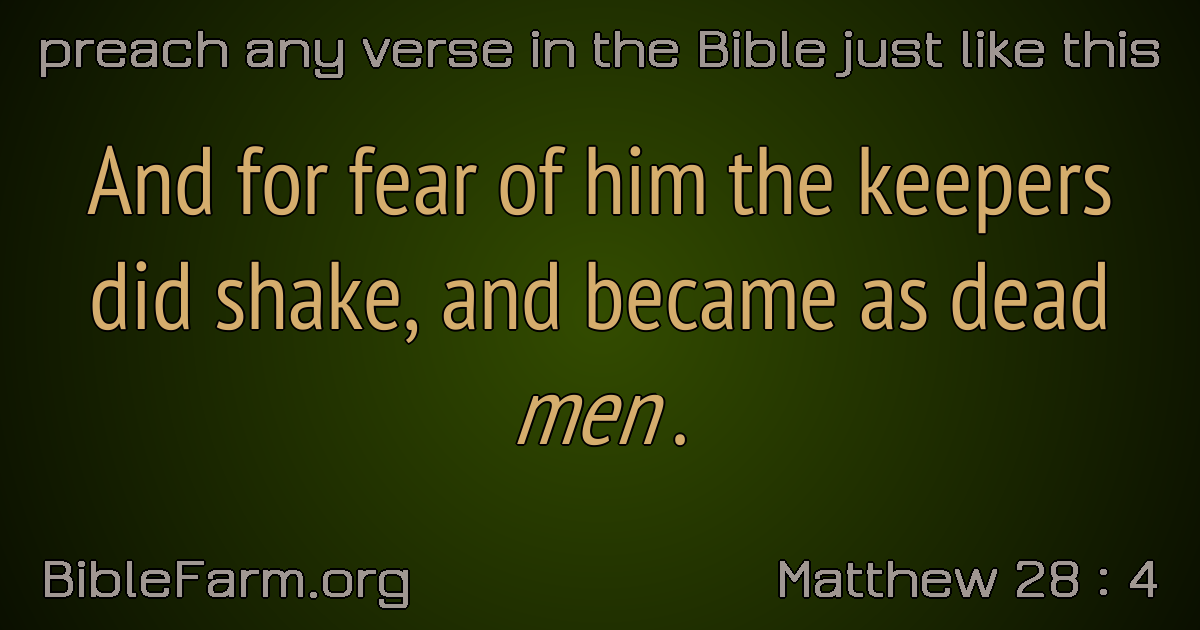 preach any verse in the Bible just like this
And for fear of him the keepers
did shake, and became as dead
men .
BibleFarm.org
Matthew 28 : 4